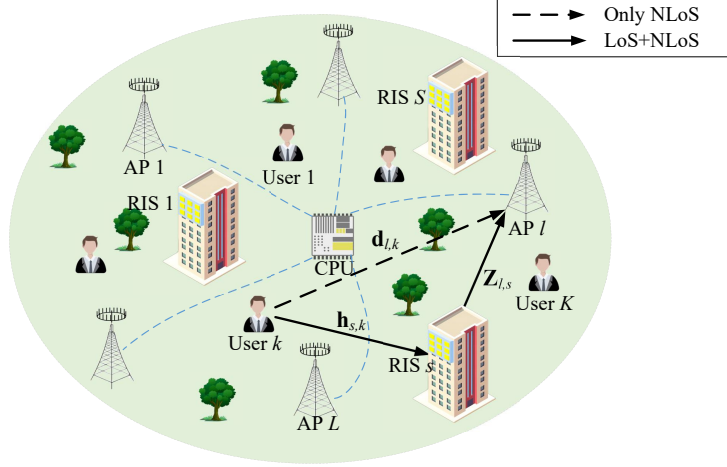 Only NLoS
LoS+NLoS
RIS S
AP 1
User 1
RIS 1
AP l
d_{l,k}
CPU
Z_{l,s}
User K
User k
h_{s,k}
RIS s
AP L